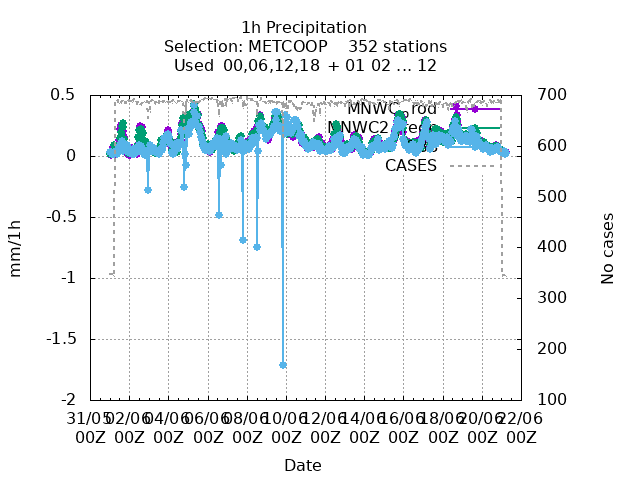 1h Precipitation
Selection: METCOOP 352 stations
Used 00,06,12,18 + 01 02 ... 12
0.5
0
-0.5
-1
-1.5
-2
mm/1h
700
600
500
400
300
200
100
No cases
CASES
31/05 02/06 04/06 06/06 08/06 10/06 12/06 14/06 16/06 18/06 20/06 22/06
00Z 00Z 00Z 00Z 00Z 00Z 00Z 00Z 00Z 00Z 00Z 00Z
Date